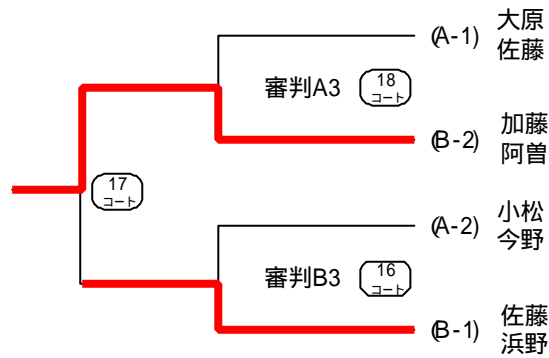 (A-1) 大原
佐藤
審判A3 18
コート
(B-2) 加藤
阿曽
17
コート
(A-2) 小松
今野
審判B3 16
コート
(B-1) 佐藤
浜野